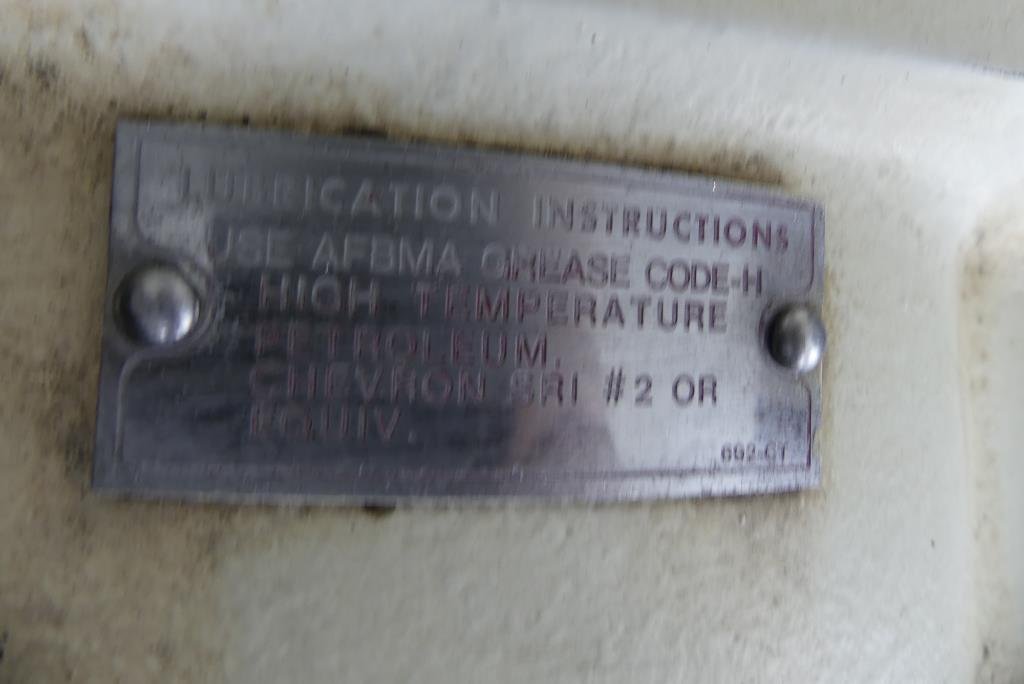 LUBRICATION INSTRUCTIONS
USE AFBMA GREASE CODE-H
HIGH TEMPERATURE
PETROLEUM,
CHEVRON SRI #2 OR
EQUIV.